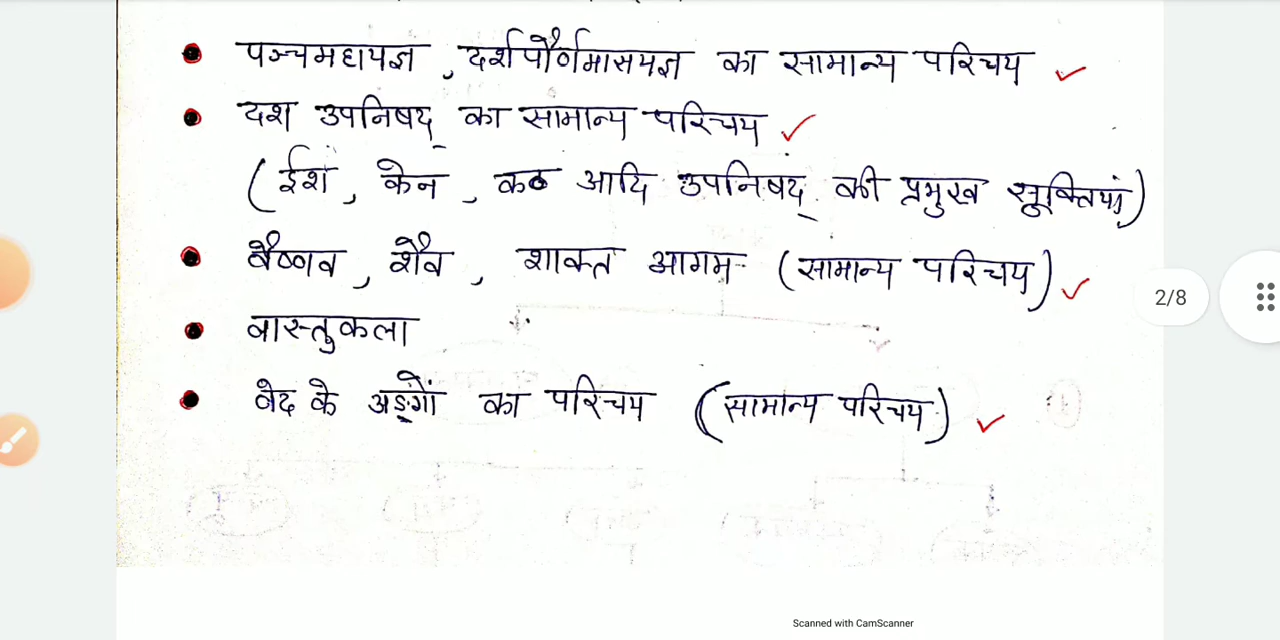 पञ्चमहायज्ञ , दर्शपौर्णमासयज्ञ का सामान्य परिचय
दश उपनिषद् का सामान्य परिचय
(ईश , केन , कठ आदि उपनिषद् की प्रमुख सूक्तियां)
वैष्णव , शैव , शाक्त आगम (सामान्य परिचय)
2/8
वास्तुकला
वेद के अङ्गों का परिचय (सामान्य परिचय)
Scanned with CamScanner